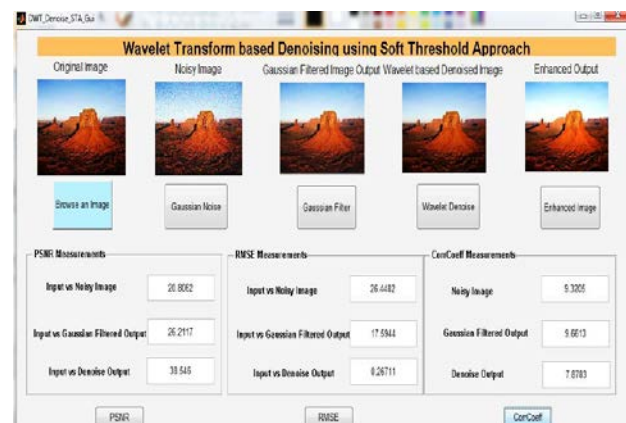 DWT_Denoise_STA_Gui
Wavelet Transform based Denoising using Soft Threshold Approach
Original Image
Noisy Image
Gaussian Filtered Image Output
Wavelet based Denoised Image
Enhanced Output
Browse an Image
Gaussian Noise
Gaussian Filter
Wavelet Denoise
Enhanced Image
PSNR Measurements
Input vs Noisy Image
20.8062
Input vs Gaussian Filtered Output
26.2117
Input vs Denoise Output
38.545
RMSE Measurements
Input vs Noisy Image
26.4482
Input vs Gaussian Filtered Output
17.5944
Input vs Denoise Output
0.26711
CorrCoeff Measurements
Noisy Image
9.3205
Gaussian Filtered Output
9.6613
Denoise Output
7.8703
PSNR
RMSE
CorrCoeff